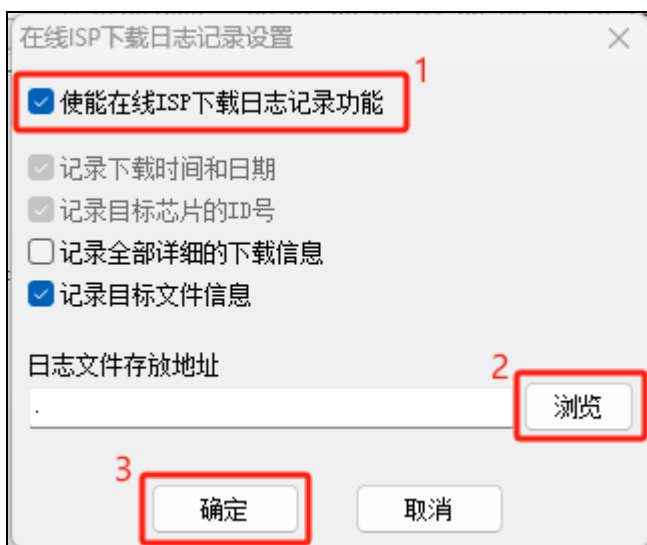 在线ISP下载日志记录设置
1
使能在线ISP下载日志记录功能
记录下载时间和日期
记录目标芯片的ID号
记录全部详细的下载信息
记录目标文件信息
日志文件存放地址
2
.
浏览
3
确定
取消